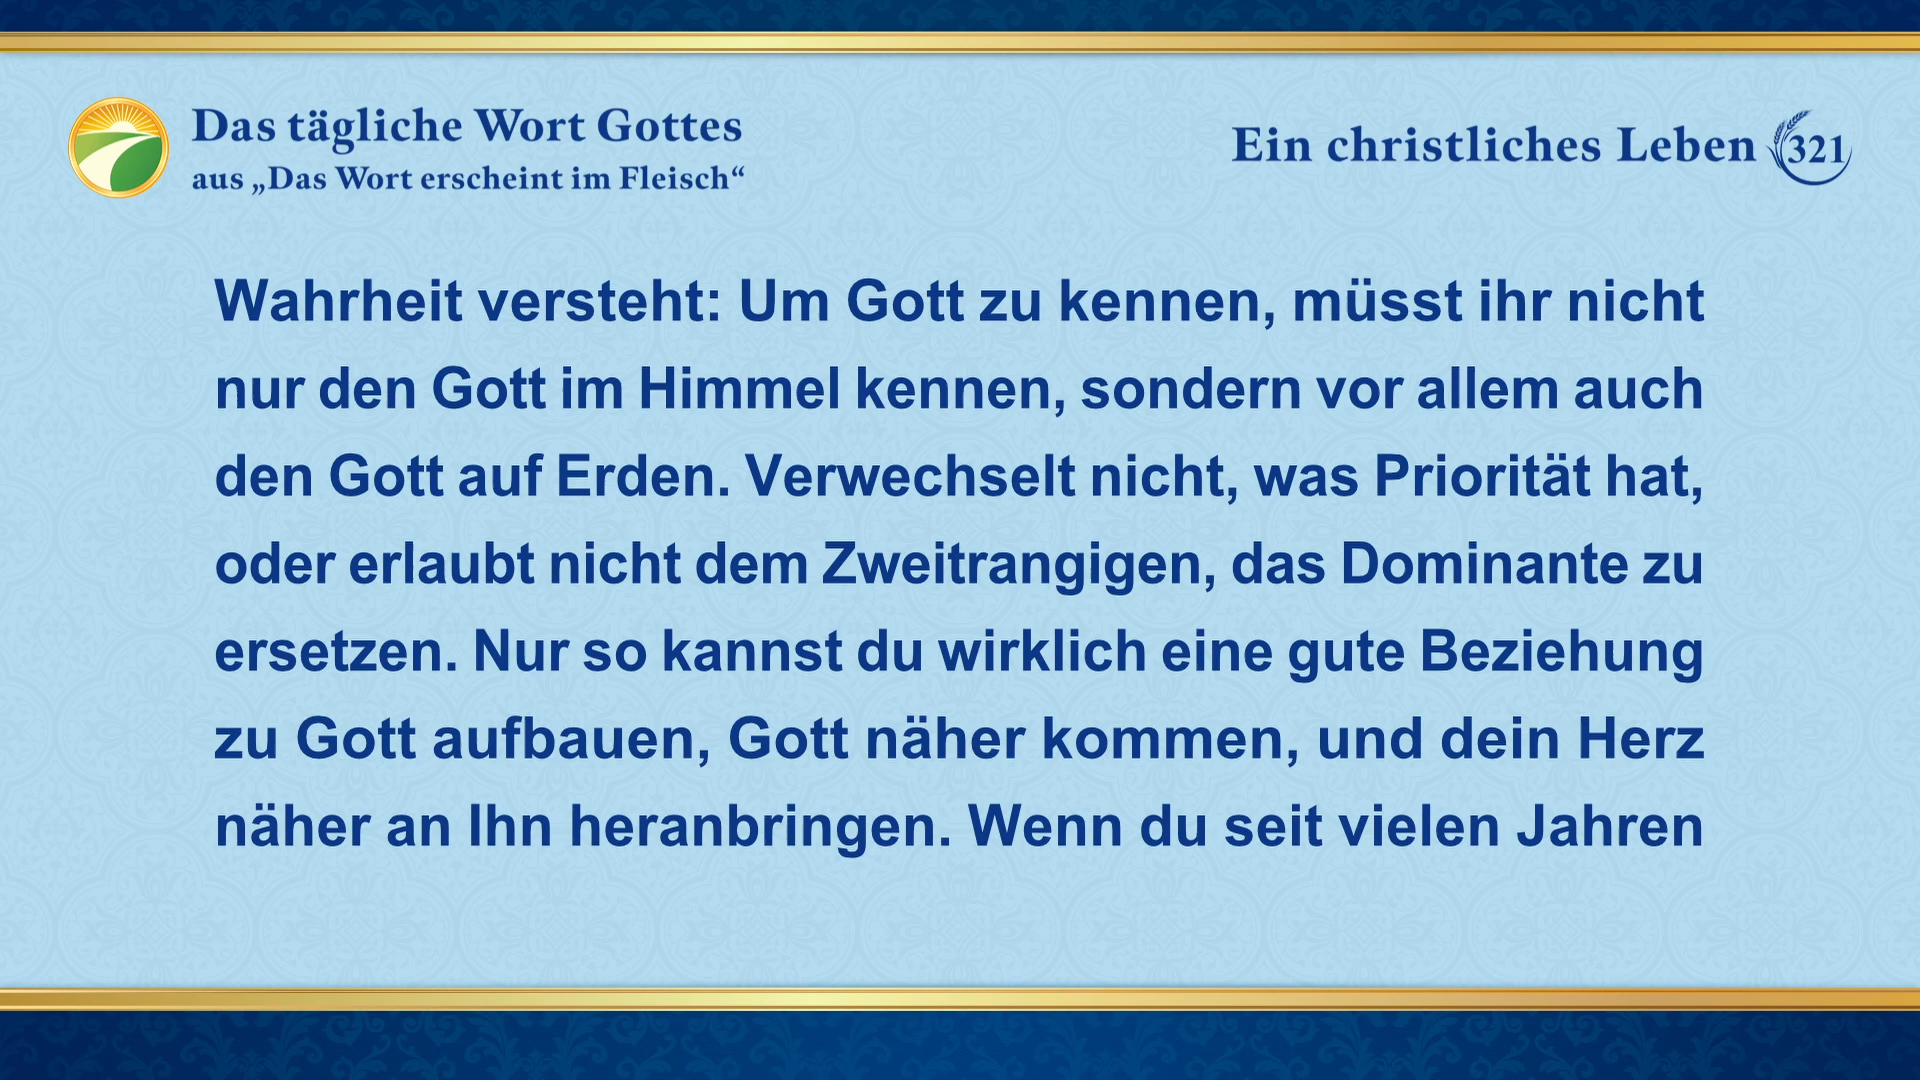 Das tägliche Wort Gottes
aus „Das Wort erscheint im Fleisch“
Ein christliches Leben 321
Wahrheit versteht: Um Gott zu kennen, müsst ihr nicht
nur den Gott im Himmel kennen, sondern vor allem auch
den Gott auf Erden. Verwechselt nicht, was Priorität hat,
oder erlaubt nicht dem Zweitrangigen, das Dominante zu
ersetzen. Nur so kannst du wirklich eine gute Beziehung
zu Gott aufbauen, Gott näher kommen, und dein Herz
näher an Ihn heranbringen. Wenn du seit vielen Jahren